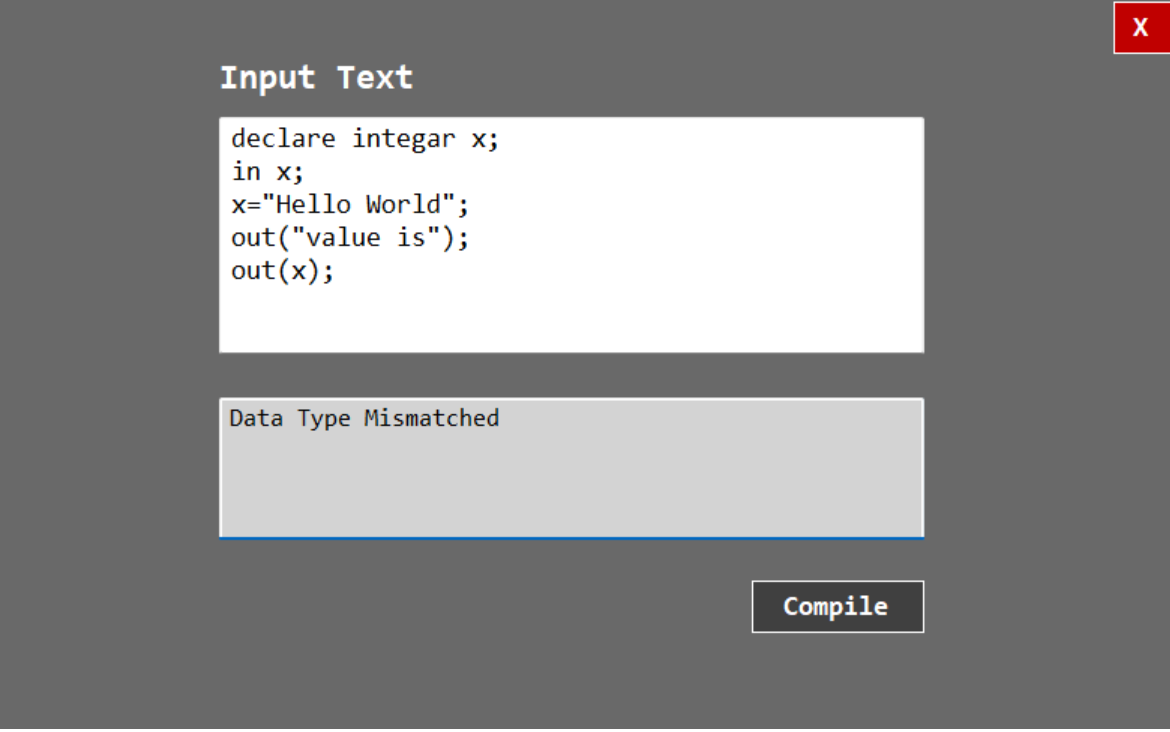 X
Input Text
declare integar x;
in x;
x="Hello World";
out("value is");
out(x);
Data Type Mismatched
Compile